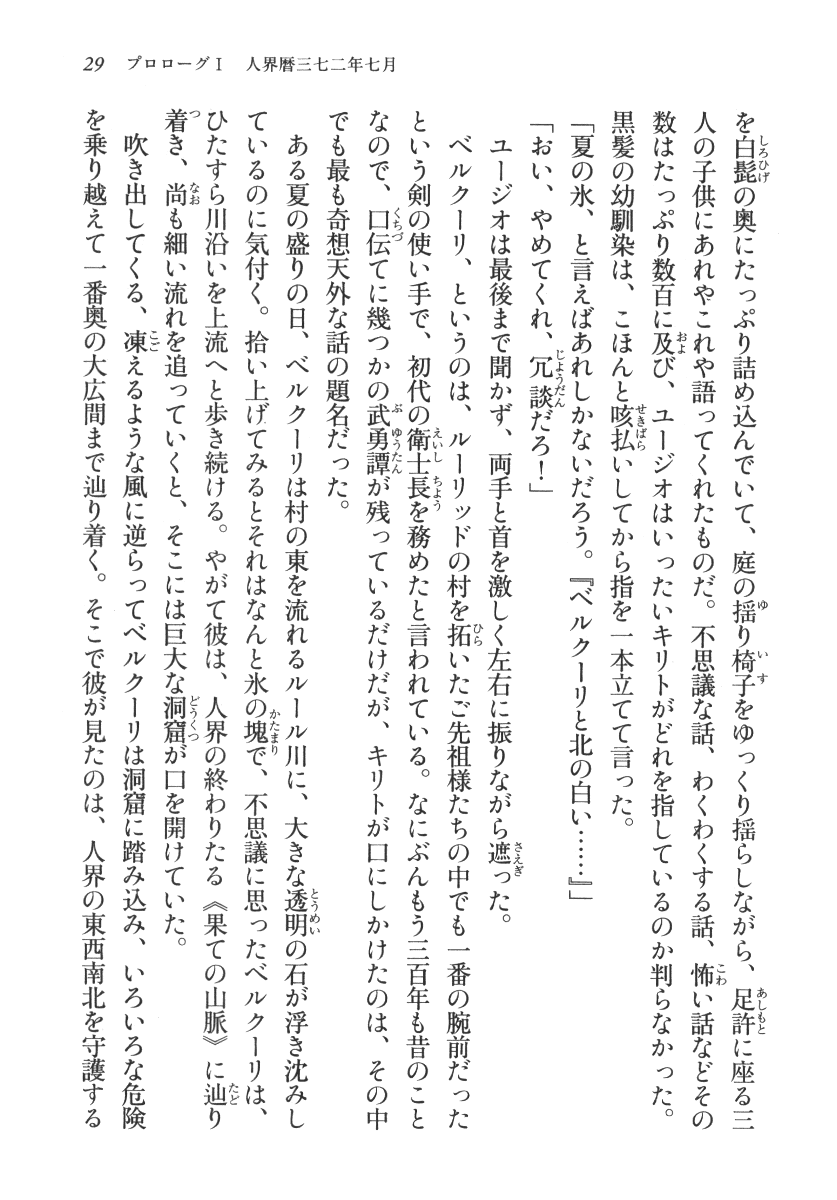 29　プロローグⅠ　人界暦三七二年七月
を白髭の奥にたっぷり詰め込んでいて、庭の揺り椅子をゆっくり揺らしながら、足許に座る三
人の子供にあれやこれや語ってくれたものだ。不思議な話、わくわくする話、怖い話などその
数はたっぷり数百に及び、ユージオはいったいキリトがどれを指しているのか判らなかった。
黒髪の幼馴染は、こほんと咳払いしてから指を一本立てて言った。
「夏の氷、と言えばあれしかないだろう。『ベルクーリと北の白い……』」
「おい、やめてくれ、冗談だろ！」
　ユージオは最後まで聞かず、両手と首を激しく左右に振りながら遮った。
　ベルクーリ、というのは、ルーリッドの村を拓いたご先祖様たちの中でも一番の腕前だった
という剣の使い手で、初代の衛士長を務めたと言われている。なにぶんもう三百年も昔のこと
なので、口伝てに幾つかの武勇譚が残っているだけだが、キリトが口にしかけたのは、その中
でも最も奇想天外な話の題名だった。
　ある夏の盛りの日、ベルクーリは村の東を流れるルール川に、大きな透明の石が浮き沈みし
ているのに気付く。拾い上げてみるとそれはなんと氷の塊で、不思議に思ったベルクーリは、
ひたすら川沿いを上流へと歩き続ける。やがて彼は、人界の終わりたる《果ての山脈》に辿り
着き、尚も細い流れを追っていくと、そこには巨大な洞窟が口を開けていた。
　吹き出してくる、凍えるような風に逆らってベルクーリは洞窟に踏み込み、いろいろな危険
を乗り越えて一番奥の大広間まで辿り着く。そこで彼が見たのは、人界の東西南北を守護する